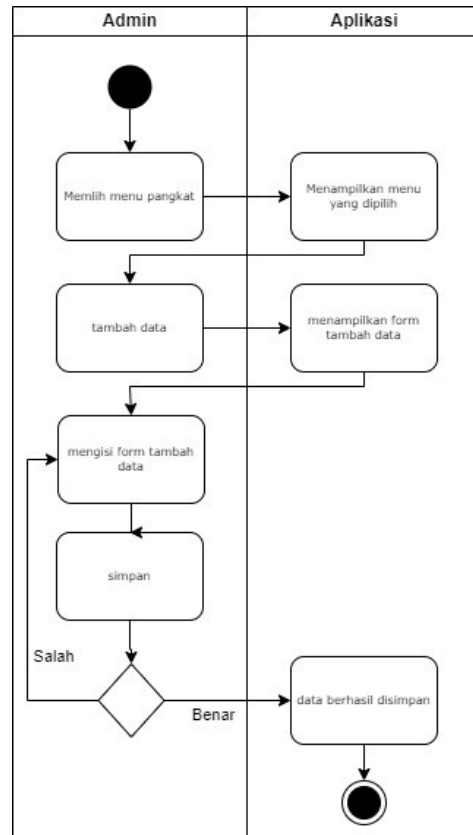 Admin
Aplikasi
Memlih menu pangkat
Menampilkan menu
yang dipilih
tambah data
menampilkan form
tambah data
mengisi form tambah
data
simpan
Salah
Benar
data berhasil disimpan